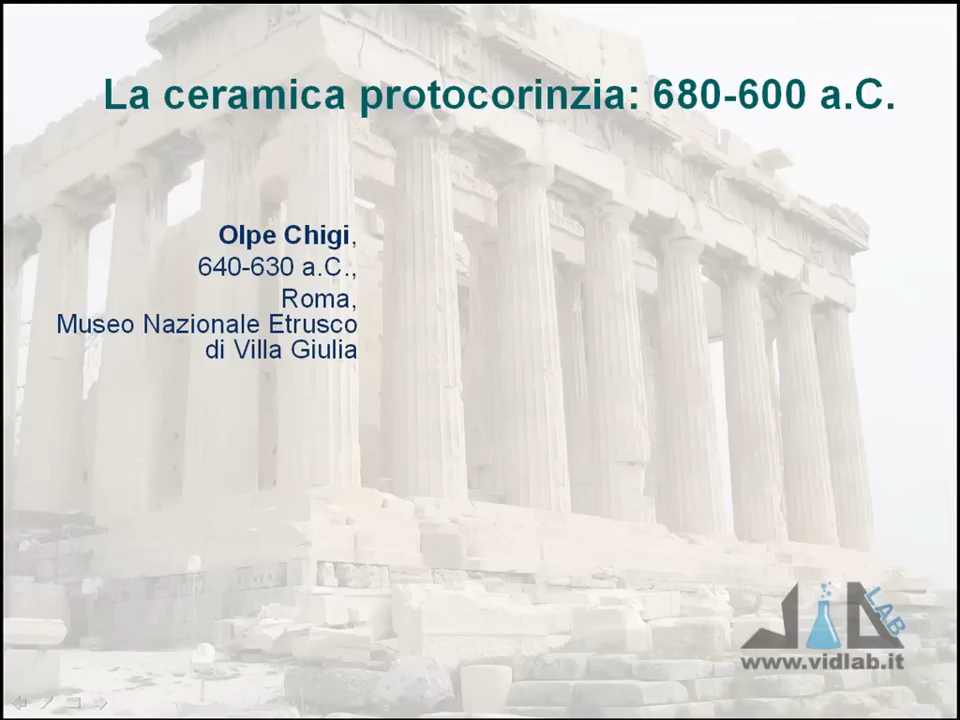 La ceramica protocorinzia: 680-600 a.C.
Olpe Chigi,
640-630 a.C.,
Roma,
Museo Nazionale Etrusco
di Villa Giulia
LAB
www.vidlab.it